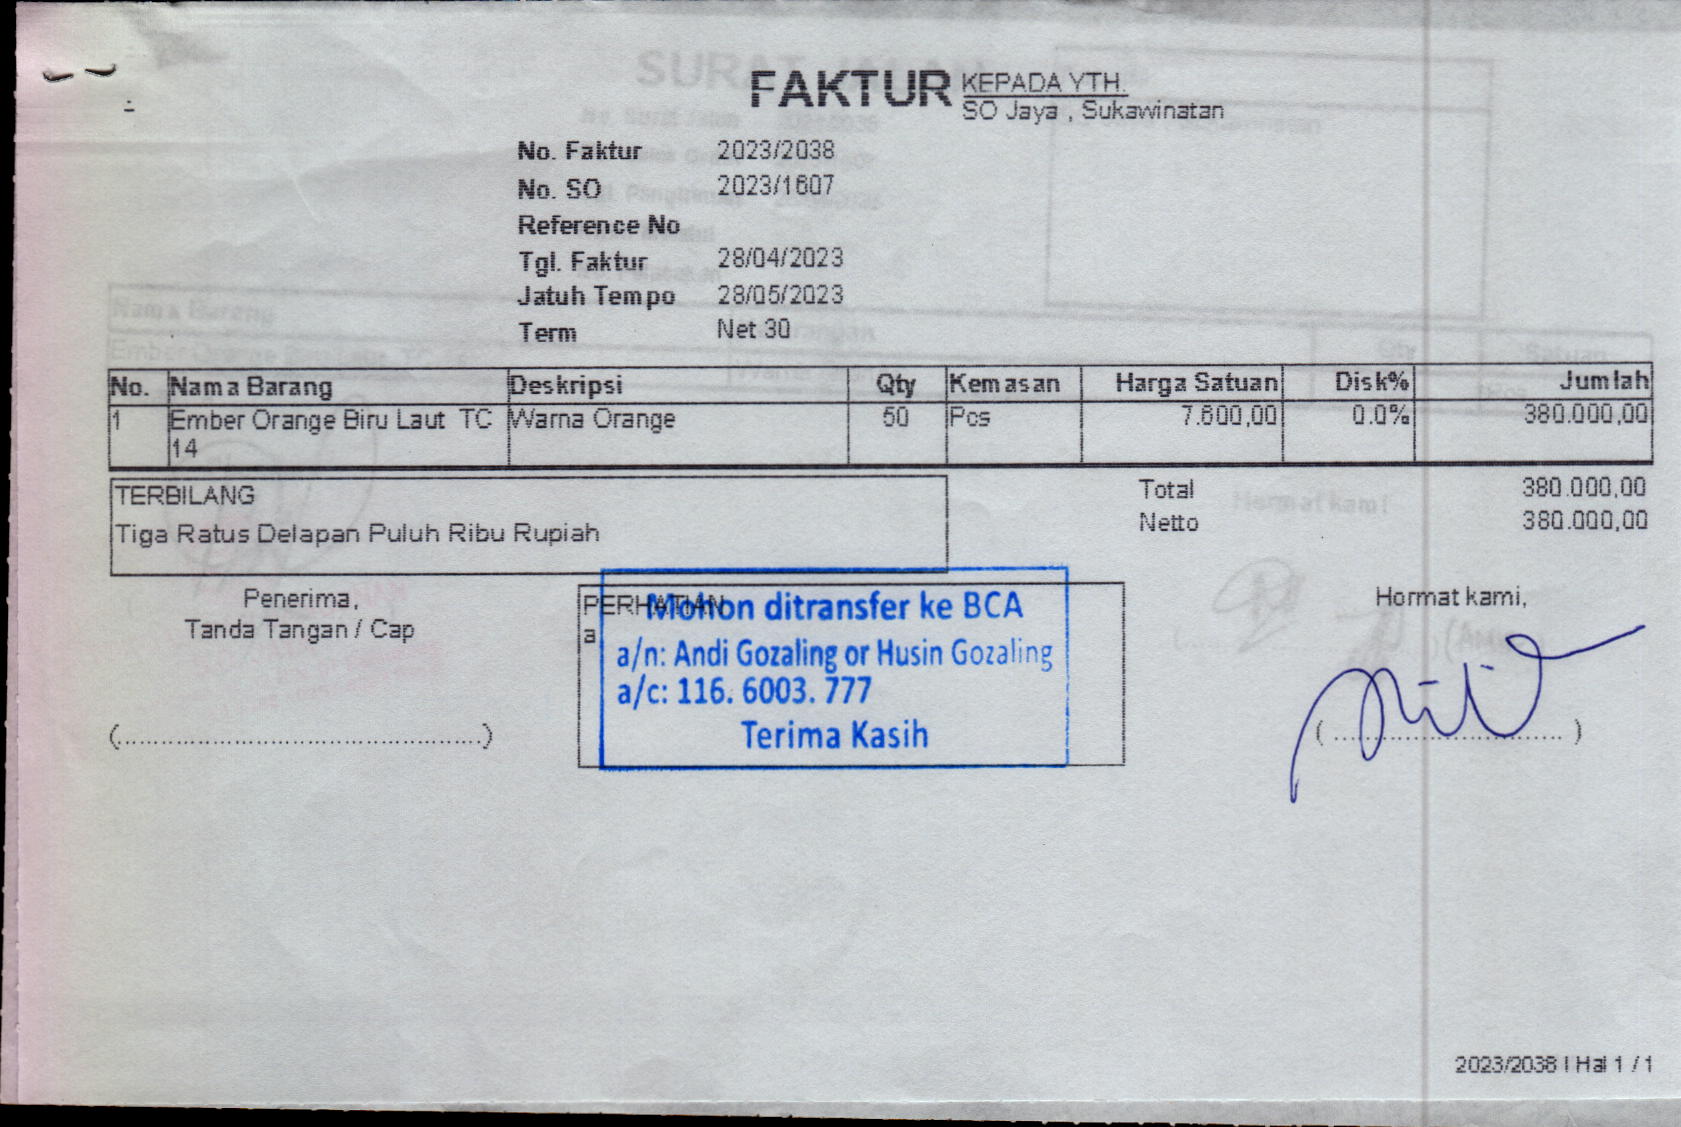 FAKTUR
KEPADA YTH.
SO Jaya , Sukawinatan
No. Faktur 2023/2038
No. SO 2023/1607
Reference No
Tgl. Faktur 28/04/2023
Jatuh Tempo 28/05/2023
Term Net 30
No. Nama Barang Deskripsi Qty Kemasan Harga Satuan Disk% Jumlah
1 Ember Orange Biru Laut TC Warna Orange 50 Pcs 7.600,00 0.0% 380.000,00
14
TERBILANG
Tiga Ratus Delapan Puluh Ribu Rupiah
Total 380.000,00
Netto 380.000,00
Penerima,
Tanda Tangan / Cap
(................................................)
PERHATIAN
a
Mohon ditransfer ke BCA
a/n: Andi Gozaling or Husin Gozaling
a/c: 116. 6003. 777
Terima Kasih
Hormat kami,
(..............................)
2023/2038 | Hal 1 / 1